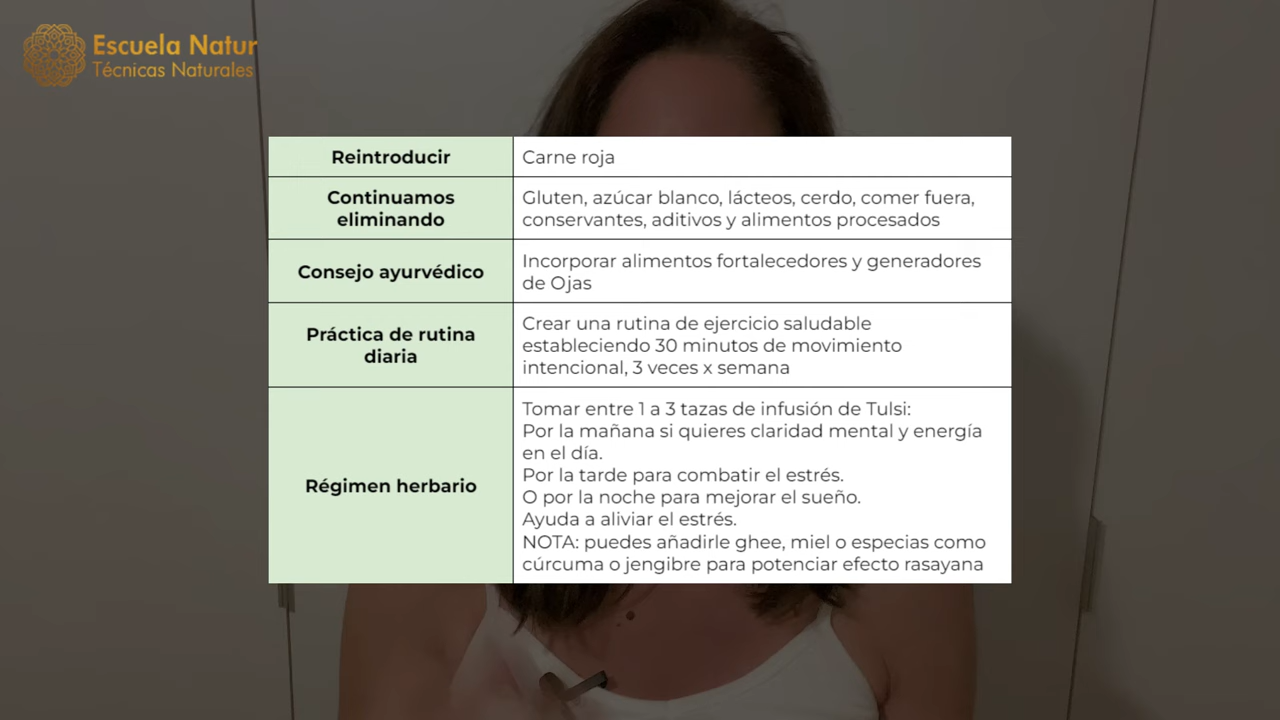 Escuela Natur
Técnicas Naturales
Reintroducir
Carne roja
Continuamos
eliminando
Gluten, azúcar blanco, lácteos, cerdo, comer fuera,
conservantes, aditivos y alimentos procesados
Consejo ayurvédico
Incorporar alimentos fortalecedores y generadores
de Ojas
Práctica de rutina
diaria
Crear una rutina de ejercicio saludable
estableciendo 30 minutos de movimiento
intencional, 3 veces x semana
Régimen herbario
Tomar entre 1 a 3 tazas de infusión de Tulsi:
Por la mañana si quieres claridad mental y energía
en el día.
Por la tarde para combatir el estrés.
O por la noche para mejorar el sueño.
Ayuda a aliviar el estrés.
NOTA: puedes añadirle ghee, miel o especias como
cúrcuma o jengibre para potenciar efecto rasayana